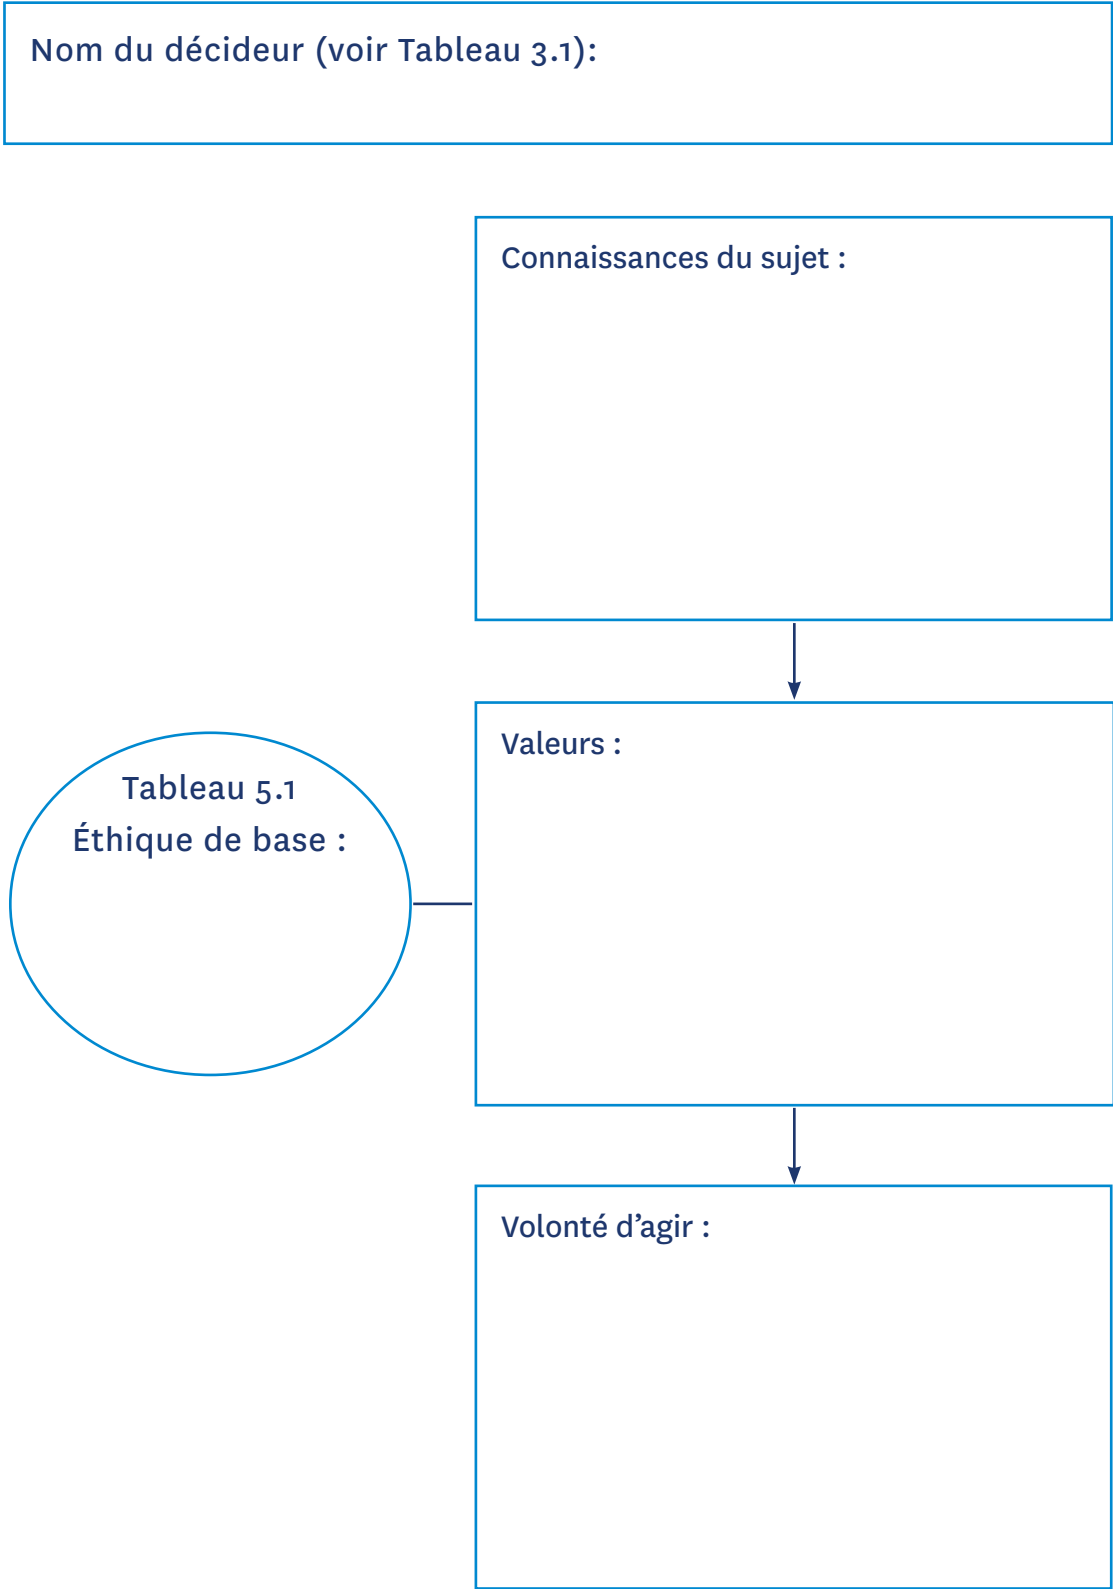 Nom du décideur (voir Tableau 3.1):
Connaissances du sujet :
Tableau 5.1
Éthique de base :
Valeurs :
Volonté d’agir :